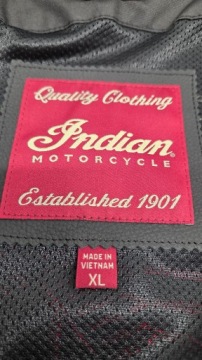 Quality Clothing
Indian®
MOTORCYCLE
Established 1901
MADE IN
VIETNAM
XL